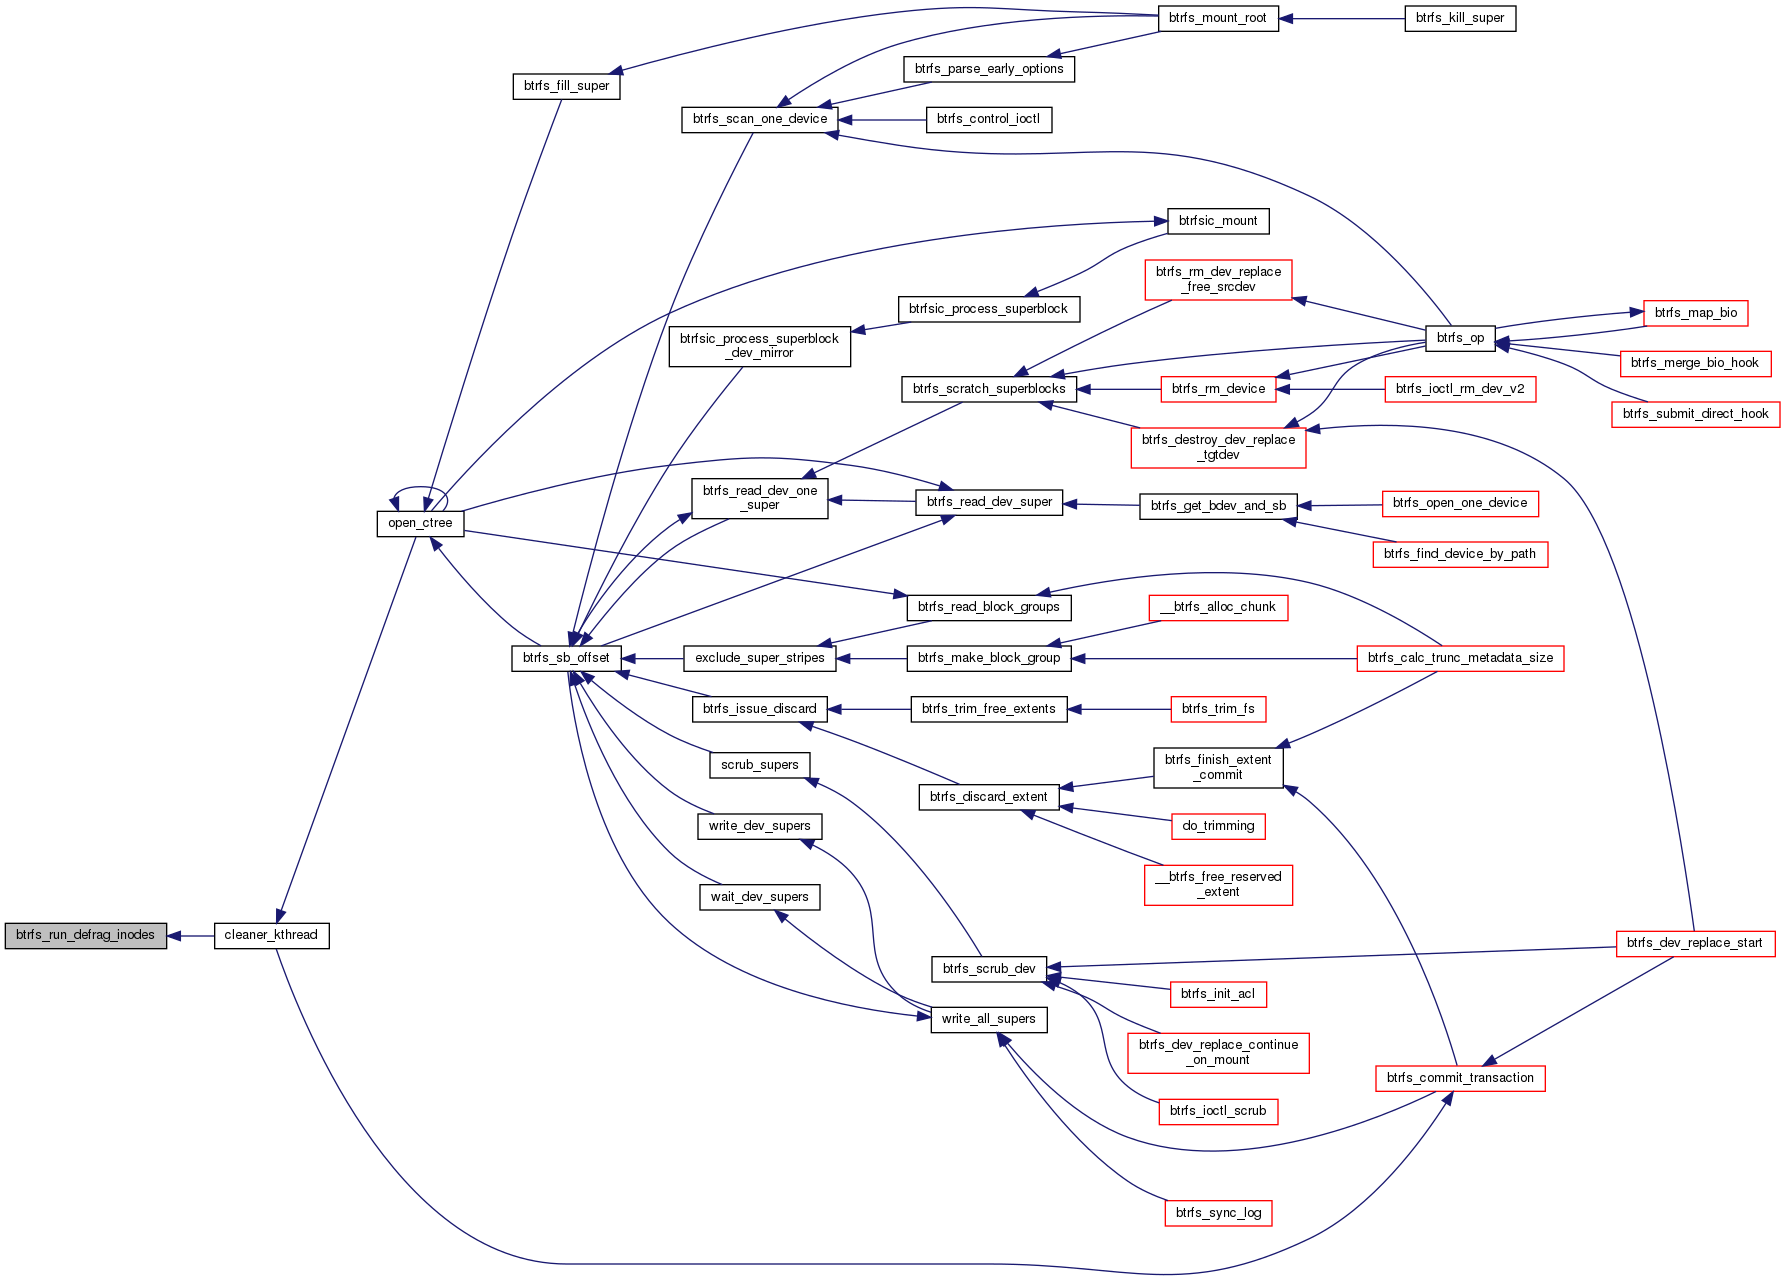 btrfs_mount_root
btrfs_kill_super
btrfs_parse_early_options
btrfs_fill_super
btrfs_scan_one_device
btrfs_control_ioctl
btrfsic_mount
btrfs_rm_dev_replace
_free_srcdev
btrfsic_process_superblock
btrfs_map_bio
btrfsic_process_superblock
_dev_mirror
btrfs_op
btrfs_merge_bio_hook
btrfs_scratch_superblocks
btrfs_rm_device
btrfs_ioctl_rm_dev_v2
btrfs_submit_direct_hook
btrfs_destroy_dev_replace
_tgtdev
btrfs_read_dev_one
_super
btrfs_read_dev_super
btrfs_get_bdev_and_sb
btrfs_open_one_device
open_ctree
btrfs_find_device_by_path
btrfs_read_block_groups
__btrfs_alloc_chunk
btrfs_sb_offset
exclude_super_stripes
btrfs_make_block_group
btrfs_calc_trunc_metadata_size
btrfs_issue_discard
btrfs_trim_free_extents
btrfs_trim_fs
scrub_supers
btrfs_finish_extent
_commit
btrfs_discard_extent
write_dev_supers
do_trimming
__btrfs_free_reserved
_extent
wait_dev_supers
btrfs_run_defrag_inodes
cleaner_kthread
btrfs_dev_replace_start
btrfs_scrub_dev
btrfs_init_acl
write_all_supers
btrfs_dev_replace_continue
_on_mount
btrfs_commit_transaction
btrfs_ioctl_scrub
btrfs_sync_log